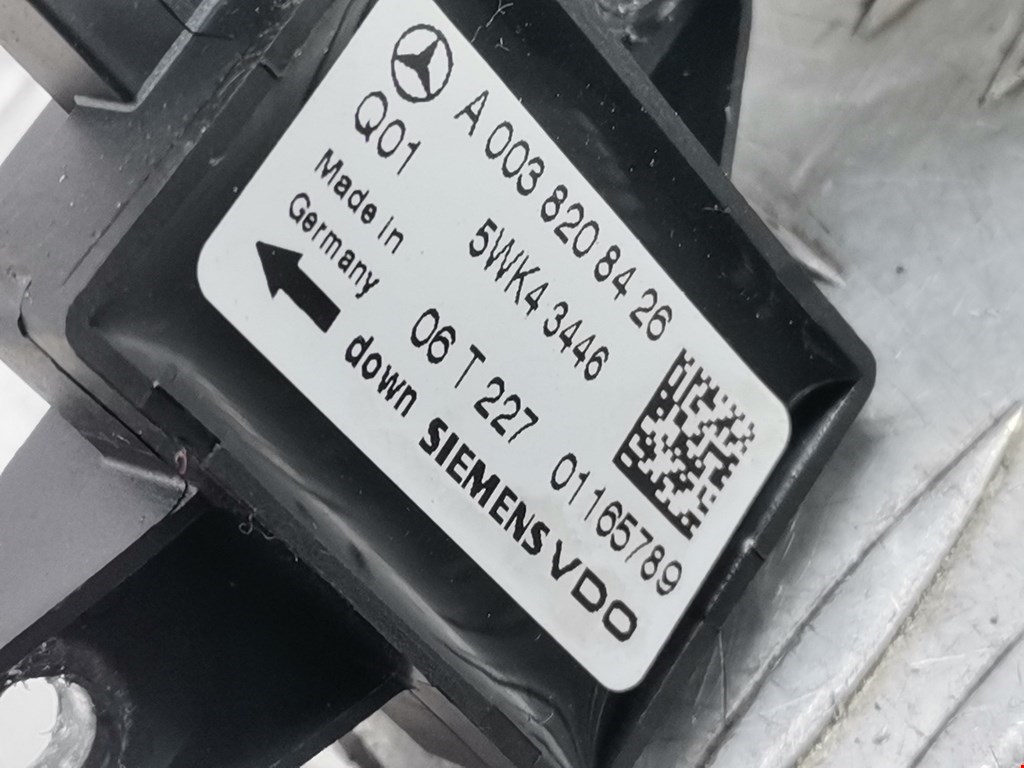 A 003 820 84 26
Q01
5WK4 3446
Made in
Germany
06 T 227
01165789
down
SIEMENS VDO